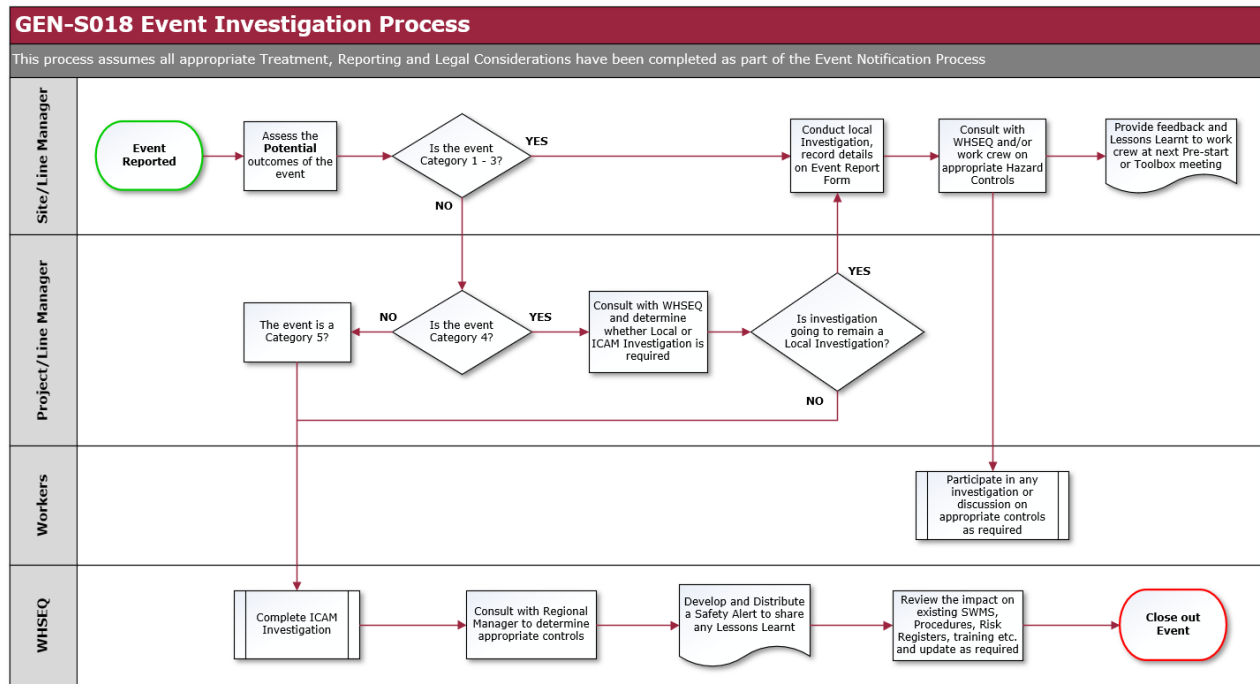 GEN-S018 Event Investigation Process
This process assumes all appropriate Treatment, Reporting and Legal Considerations have been completed as part of the Event Notification Process
Site/Line Manager
Event
Reported
Assess the
Potential
outcomes of the
event
Is the event
Category 1 - 3?
YES
NO
Conduct local
Investigation,
record details
on Event Report
Form
Consult with
WHSEQ and/or
work crew on
appropriate Hazard
Controls
Provide feedback and
Lessons Learnt to work
crew at next Pre-start
or Toolbox meeting
Project/Line Manager
The event is a
Category 5?
NO
Is the event
Category 4?
YES
Consult with WHSEQ
and determine
whether Local or
ICAM Investigation is
required
Is investigation
going to remain a
Local Investigation?
YES
NO
Workers
Participate in any
investigation or
discussion on
appropriate controls
as required
WHSEQ
Complete ICAM
Investigation
Consult with Regional
Manager to determine
appropriate controls
Develop and Distribute
a Safety Alert to share
any Lessons Learnt
Review the impact on
existing SWMS,
Procedures, Risk
Registers, training etc.
and update as required
Close out
Event